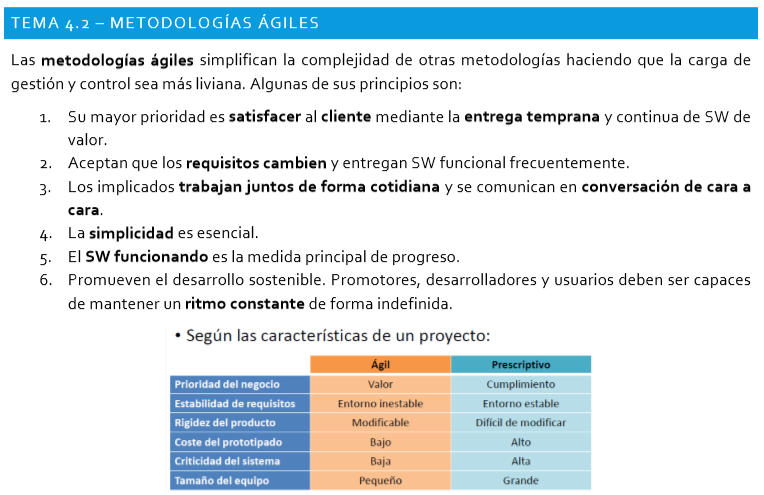 TEMA 4.2 – METODOLOGÍAS ÁGILES
Las metodologías ágiles simplifican la complejidad de otras metodologías haciendo que la carga de
gestión y control sea más liviana. Algunas de sus principios son:
1. Su mayor prioridad es satisfacer al cliente mediante la entrega temprana y continua de SW de
valor.
2. Aceptan que los requisitos cambien y entregan SW funcional frecuentemente.
3. Los implicados trabajan juntos de forma cotidiana y se comunican en conversación de cara a
cara.
4. La simplicidad es esencial.
5. El SW funcionando es la medida principal de progreso.
6. Promueven el desarrollo sostenible. Promotores, desarrolladores y usuarios deben ser capaces
de mantener un ritmo constante de forma indefinida.
• Según las características de un proyecto:
Ágil Prescriptivo
Prioridad del negocio Valor Cumplimiento
Estabilidad de requisitos Entorno inestable Entorno estable
Rigidez del producto Modificable Difícil de modificar
Coste del prototipado Bajo Alto
Criticidad del sistema Baja Alta
Tamaño del equipo Pequeño Grande